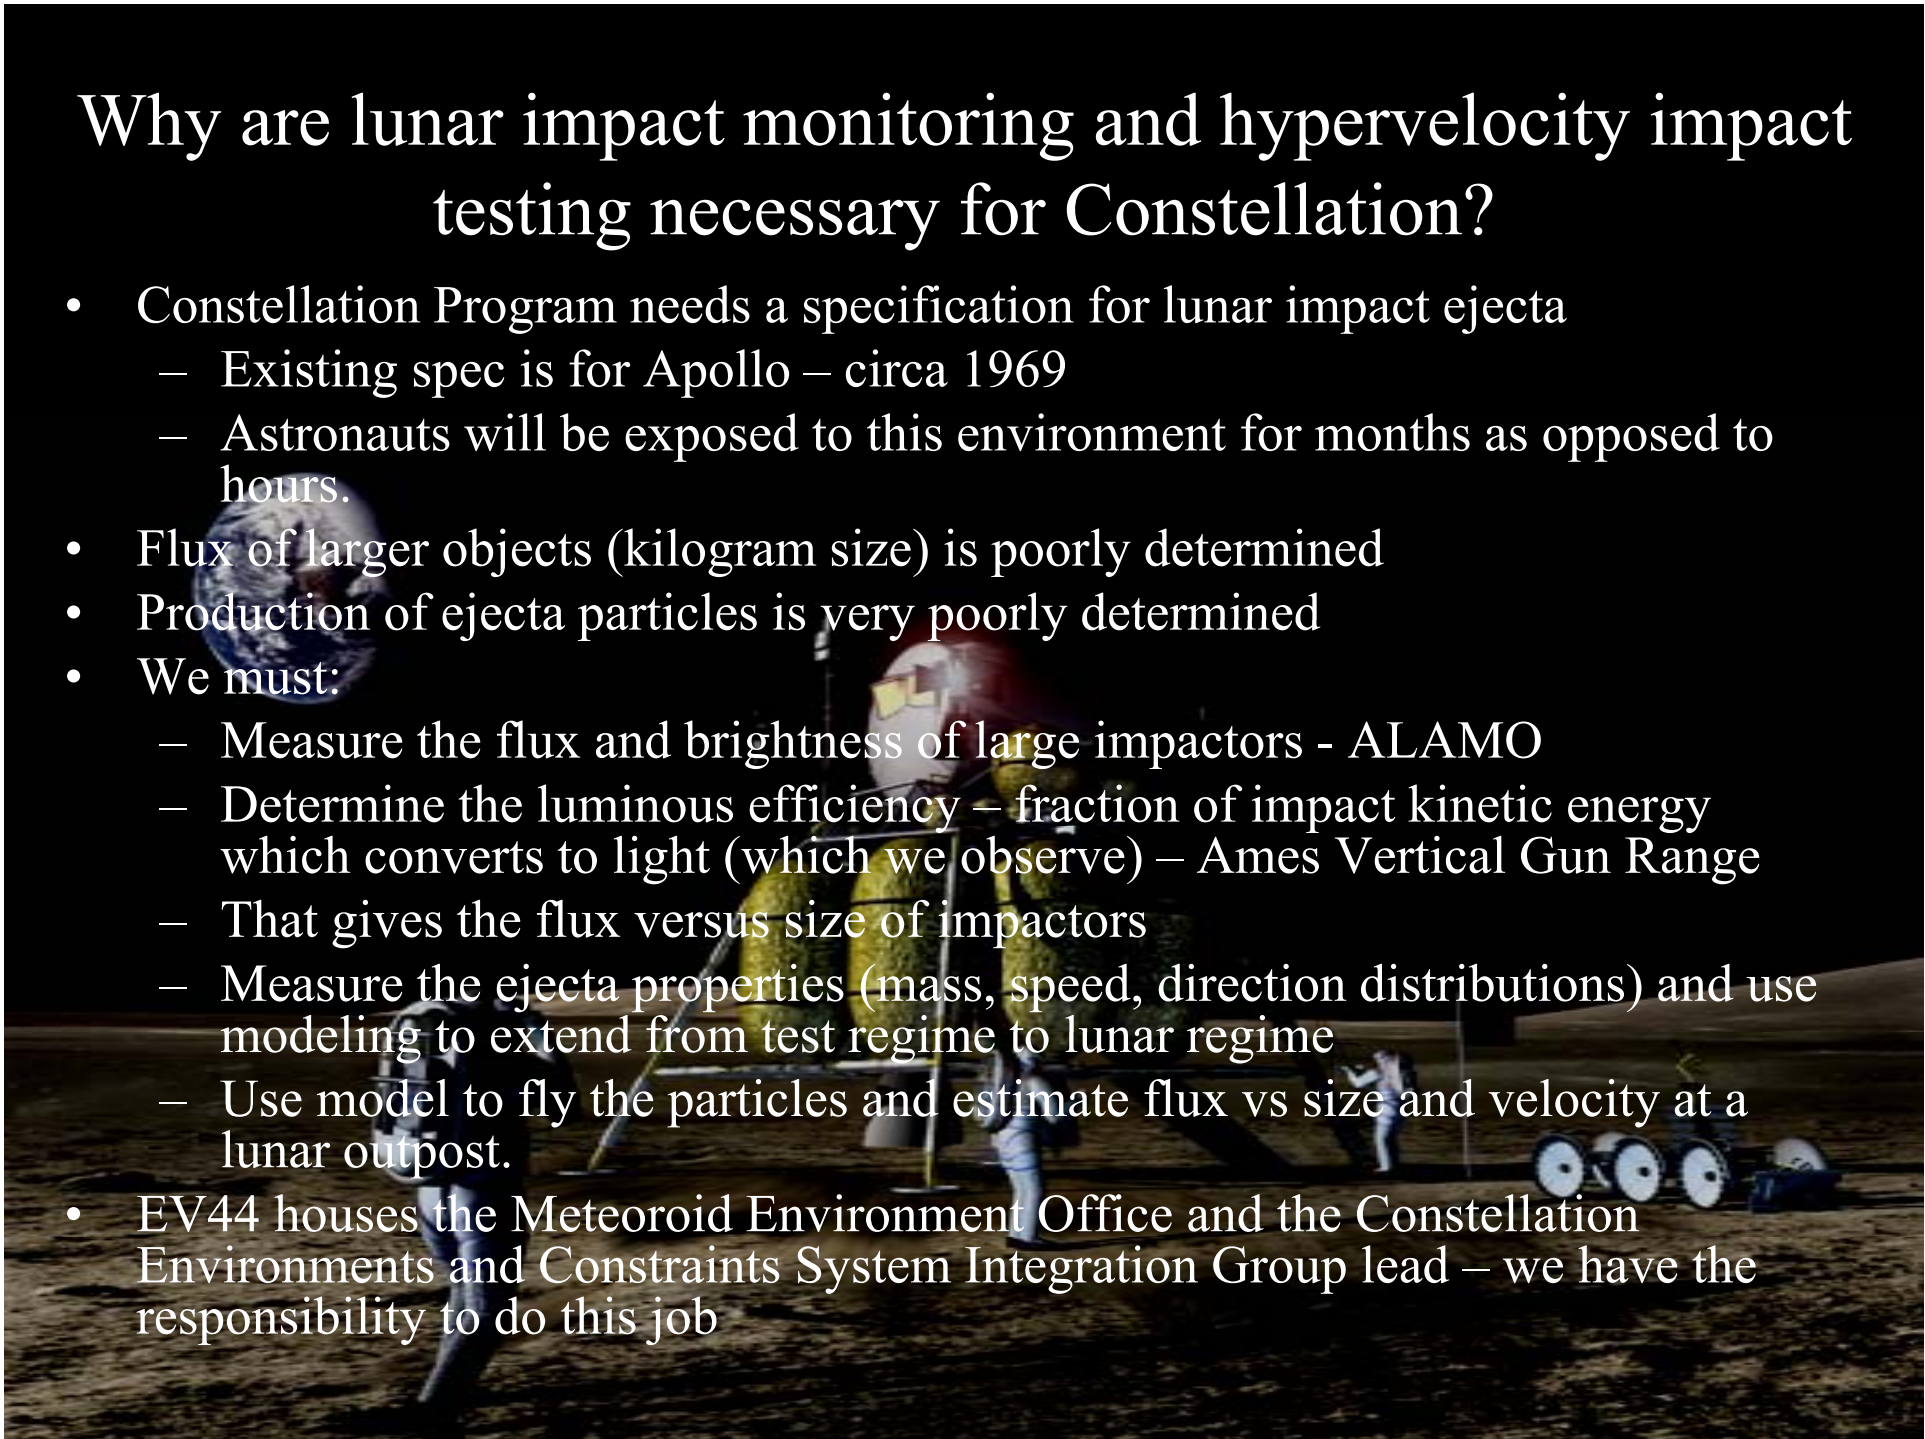 Why are lunar impact monitoring and hypervelocity impact
testing necessary for Constellation?
• Constellation Program needs a specification for lunar impact ejecta
– Existing spec is for Apollo – circa 1969
– Astronauts will be exposed to this environment for months as opposed to
hours.
• Flux of larger objects (kilogram size) is poorly determined
• Production of ejecta particles is very poorly determined
• We must:
– Measure the flux and brightness of large impactors - ALAMO
– Determine the luminous efficiency – fraction of impact kinetic energy
which converts to light (which we observe) – Ames Vertical Gun Range
– That gives the flux versus size of impactors
– Measure the ejecta properties (mass, speed, direction distributions) and use
modeling to extend from test regime to lunar regime
– Use model to fly the particles and estimate flux vs size and velocity at a
lunar outpost.
• EV44 houses the Meteoroid Environment Office and the Constellation
Environments and Constraints System Integration Group lead – we have the
responsibility to do this job